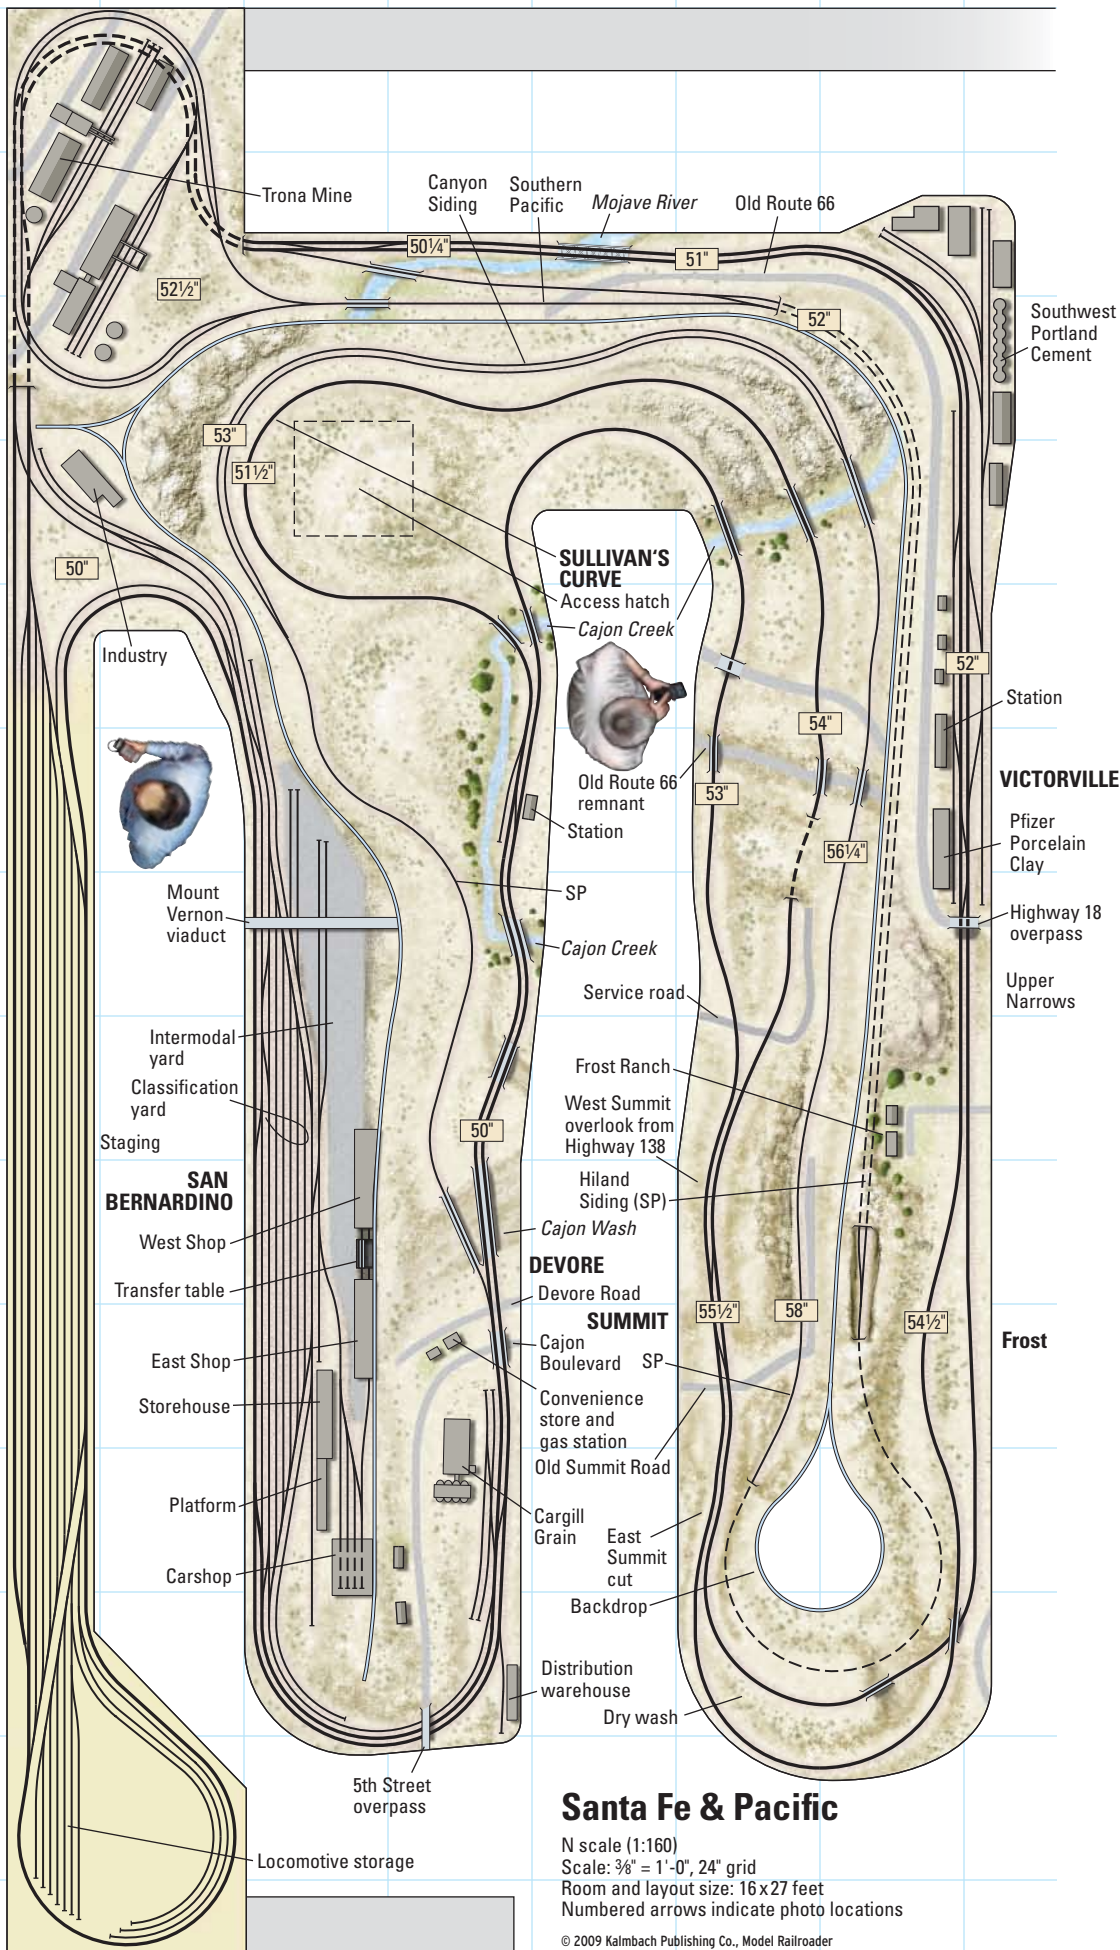 Trona Mine
Canyon
Siding
Southern
Pacific
Mojave River
Old Route 66
50¼"
51"
52½"
52"
Southwest
Portland
Cement
53"
51½"
SULLIVAN'S
CURVE
Access hatch
50"
Cajon Creek
Industry
52"
Station
54"
Old Route 66
remnant
53"
VICTORVILLE
Station
Pfizer
Porcelain
Clay
56¼"
SP
Mount
Vernon
viaduct
Highway 18
overpass
Cajon Creek
Upper
Narrows
Service road
Intermodal
yard
Frost Ranch
Classification
yard
West Summit
overlook from
Highway 138
50"
Staging
SAN
BERNARDINO
Hiland
Siding (SP)
Cajon Wash
West Shop
DEVORE
Transfer table
Devore Road
SUMMIT
55½"
58"
54½"
Frost
East Shop
Cajon
Boulevard
SP
Storehouse
Convenience
store and
gas station
Old Summit Road
Platform
Cargill
Grain
East
Summit
cut
Carshop
Backdrop
Distribution
warehouse
Dry wash
5th Street
overpass
Locomotive storage
Santa Fe & Pacific
N scale (1:160)
Scale: ⅜" = 1'-0", 24" grid
Room and layout size: 16 x 27 feet
Numbered arrows indicate photo locations
© 2009 Kalmbach Publishing Co., Model Railroader